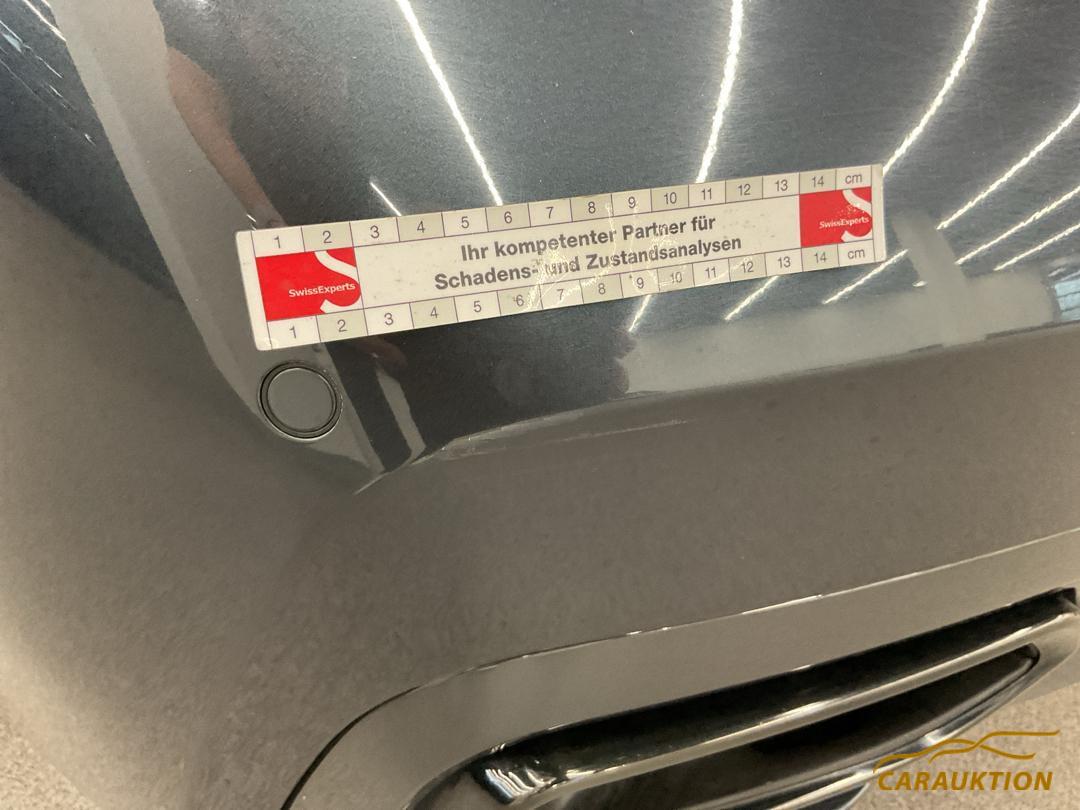 1 2 3 4 5 6 7 8 9 10 11 12 13 14 cm
Ihr kompetenter Partner für
Schadens- und Zustandsanalysen
SwissExperts
SwissExperts
1 2 3 4 5 6 7 8 9 10 11 12 13 14 cm
CARAUKTION